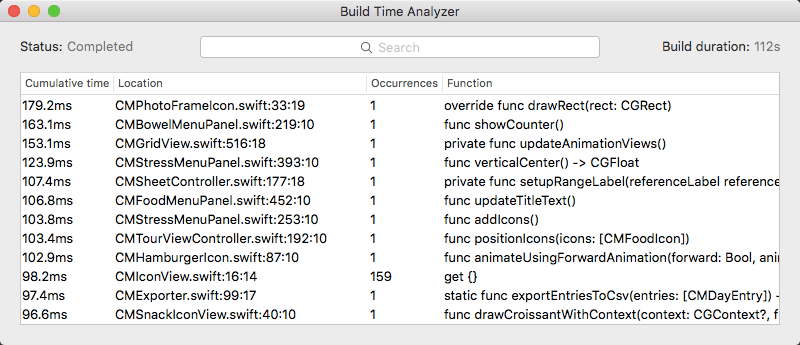 Build Time Analyzer
Status: Completed Search Build duration: 112s
Cumulative time Location Occurrences Function
179.2ms CMPhotoFrameIcon.swift:33:19 1 override func drawRect(rect: CGRect)
163.1ms CMBowelMenuPanel.swift:219:10 1 func showCounter()
153.1ms CMGridView.swift:516:18 1 private func updateAnimationViews()
123.9ms CMStressMenuPanel.swift:393:10 1 func verticalCenter() -> CGFloat
107.4ms CMSheetController.swift:177:18 1 private func setupRangeLabel(referenceLabel reference
106.8ms CMFoodMenuPanel.swift:452:10 1 func updateTitleText()
103.8ms CMStressMenuPanel.swift:253:10 1 func addIcons()
103.4ms CMTourViewController.swift:192:10 1 func positionIcons(icons: [CMFoodIcon])
102.9ms CMHamburgerIcon.swift:87:10 1 func animateUsingForwardAnimation(forward: Bool, ani
98.2ms CMIconView.swift:16:14 159 get {}
97.4ms CMExporter.swift:99:17 1 static func exportEntriesToCsv(entries: [CMDayEntry]) -
96.6ms CMSnackIconView.swift:40:10 1 func drawCroissantWithContext(context: CGContext?, f